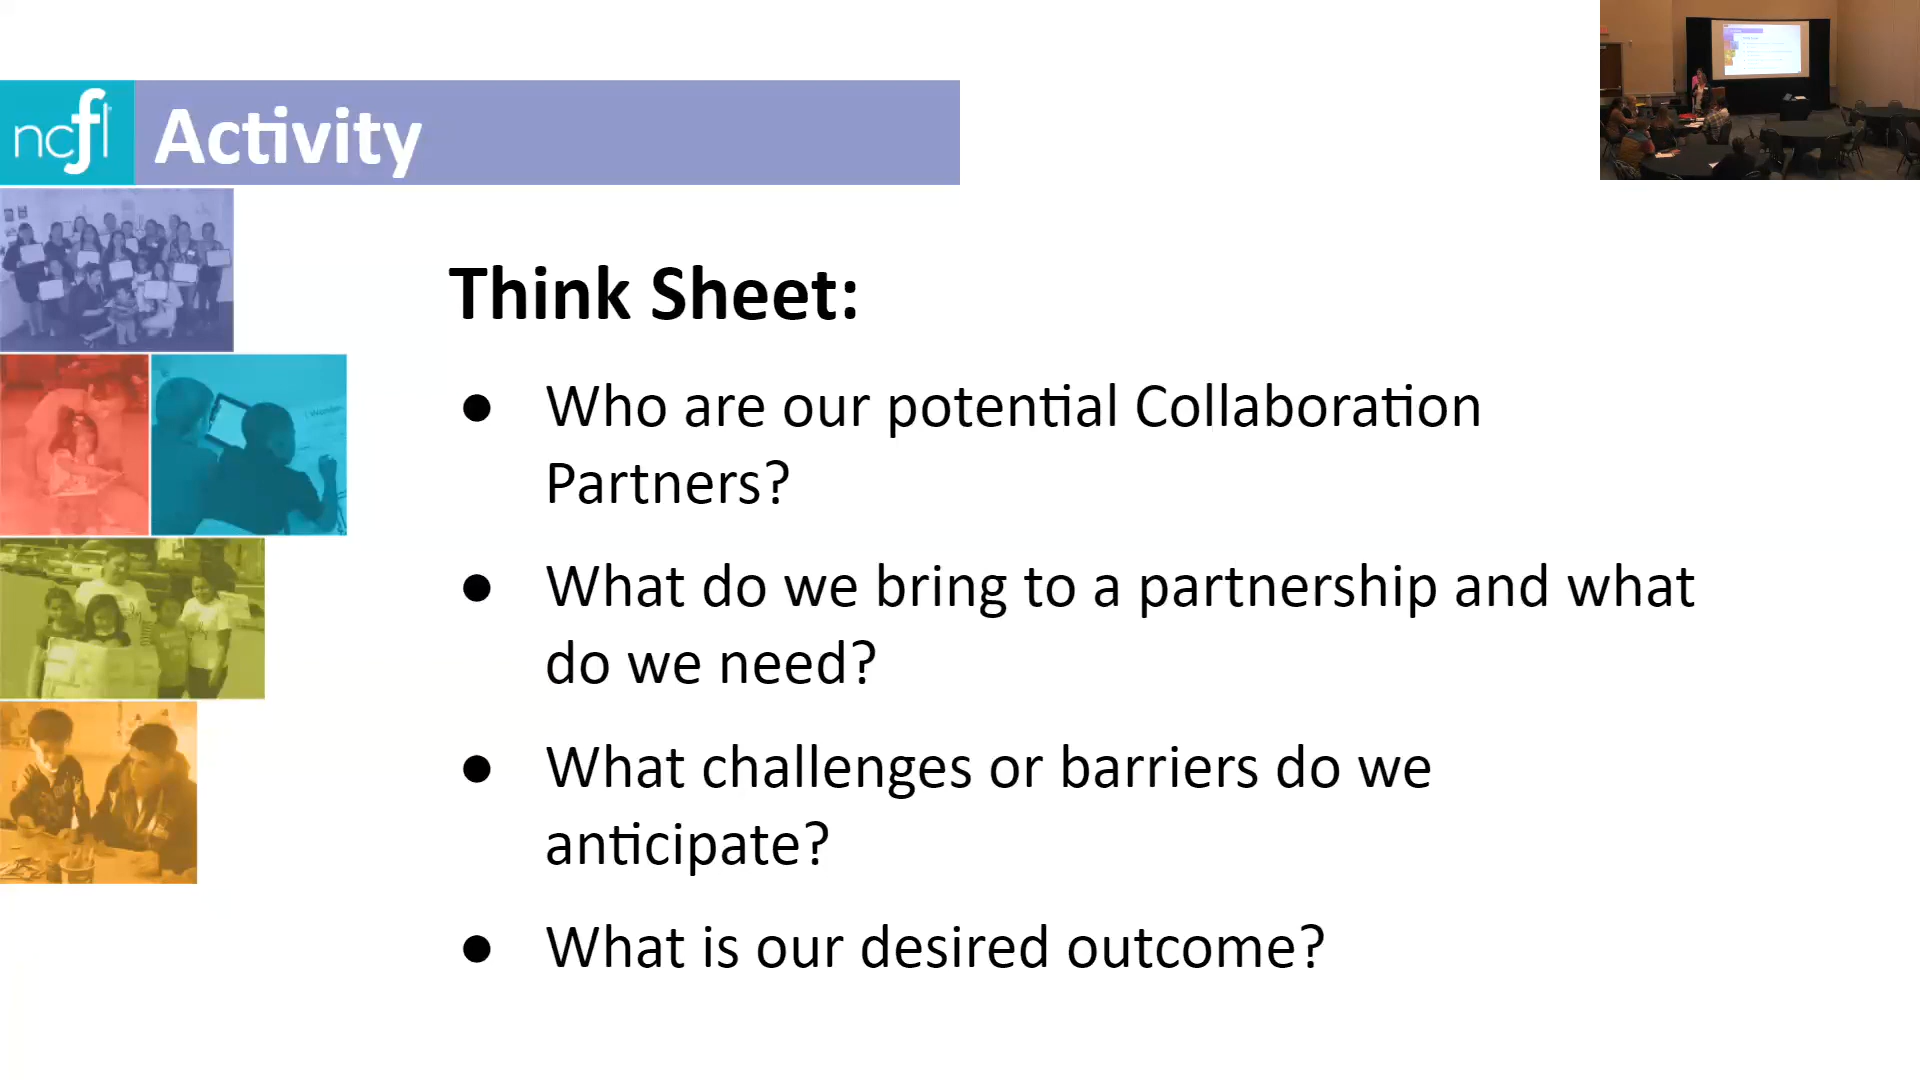 ncfl
Activity
Think Sheet:
● Who are our potential Collaboration
Partners?
● What do we bring to a partnership and what
do we need?
● What challenges or barriers do we
anticipate?
● What is our desired outcome?